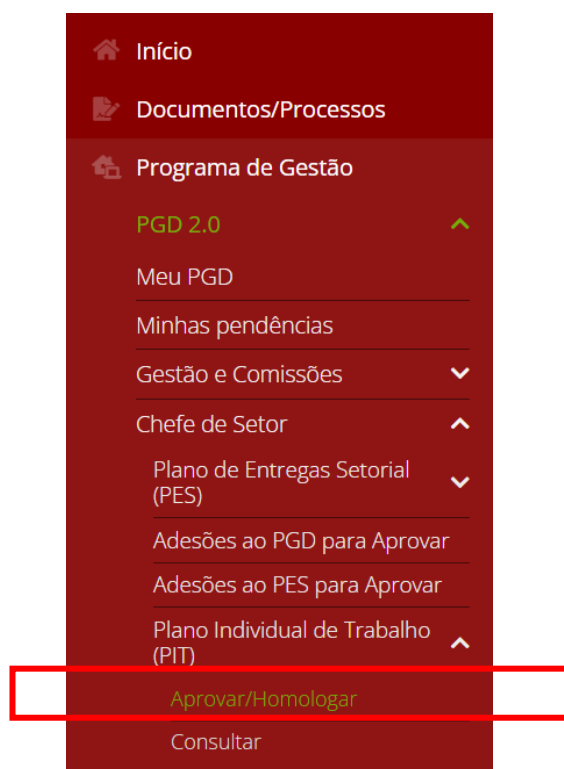 Início
Documentos/Processos
Programa de Gestão
PGD 2.0
Meu PGD
Minhas pendências
Gestão e Comissões
Chefe de Setor
Plano de Entregas Setorial
(PES)
Adesões ao PGD para Aprovar
Adesões ao PES para Aprovar
Plano Individual de Trabalho
(PIT)
Aprovar/Homologar
Consultar